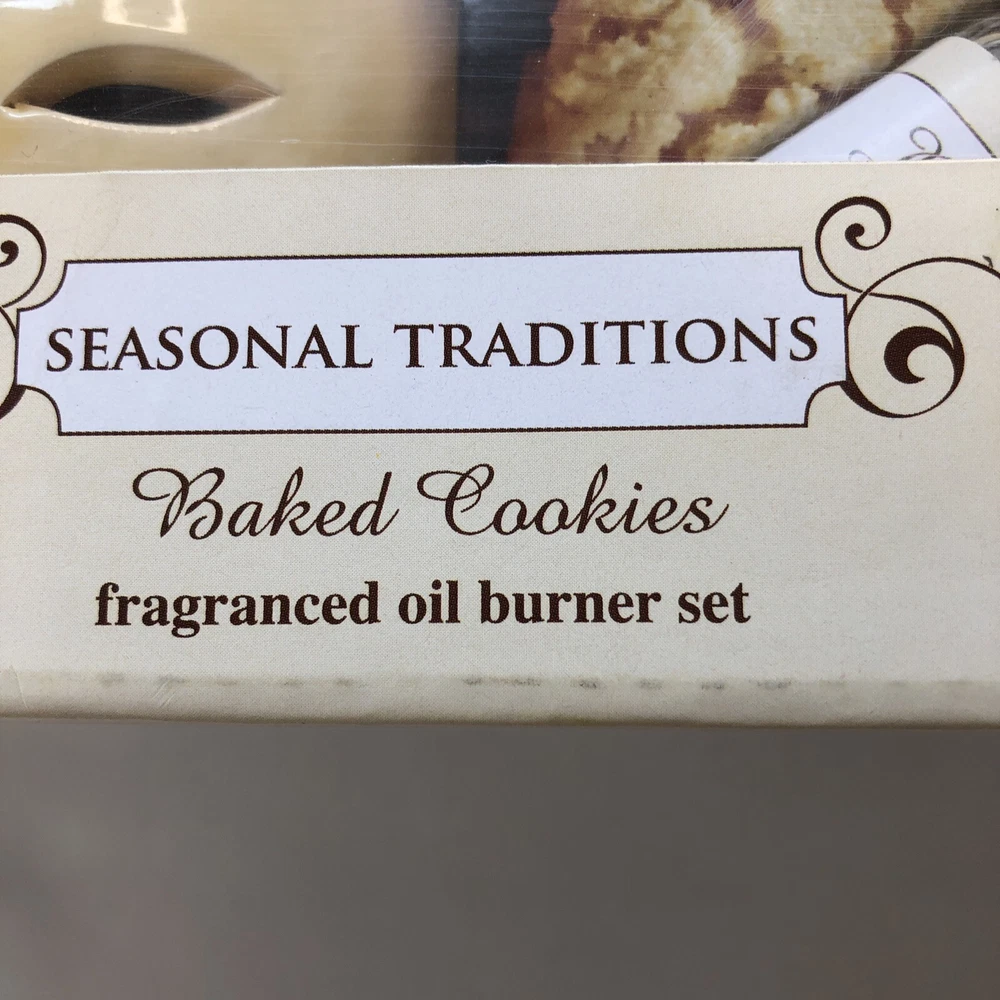 SEASONAL TRADITIONS
Baked Cookies
fragranced oil burner set